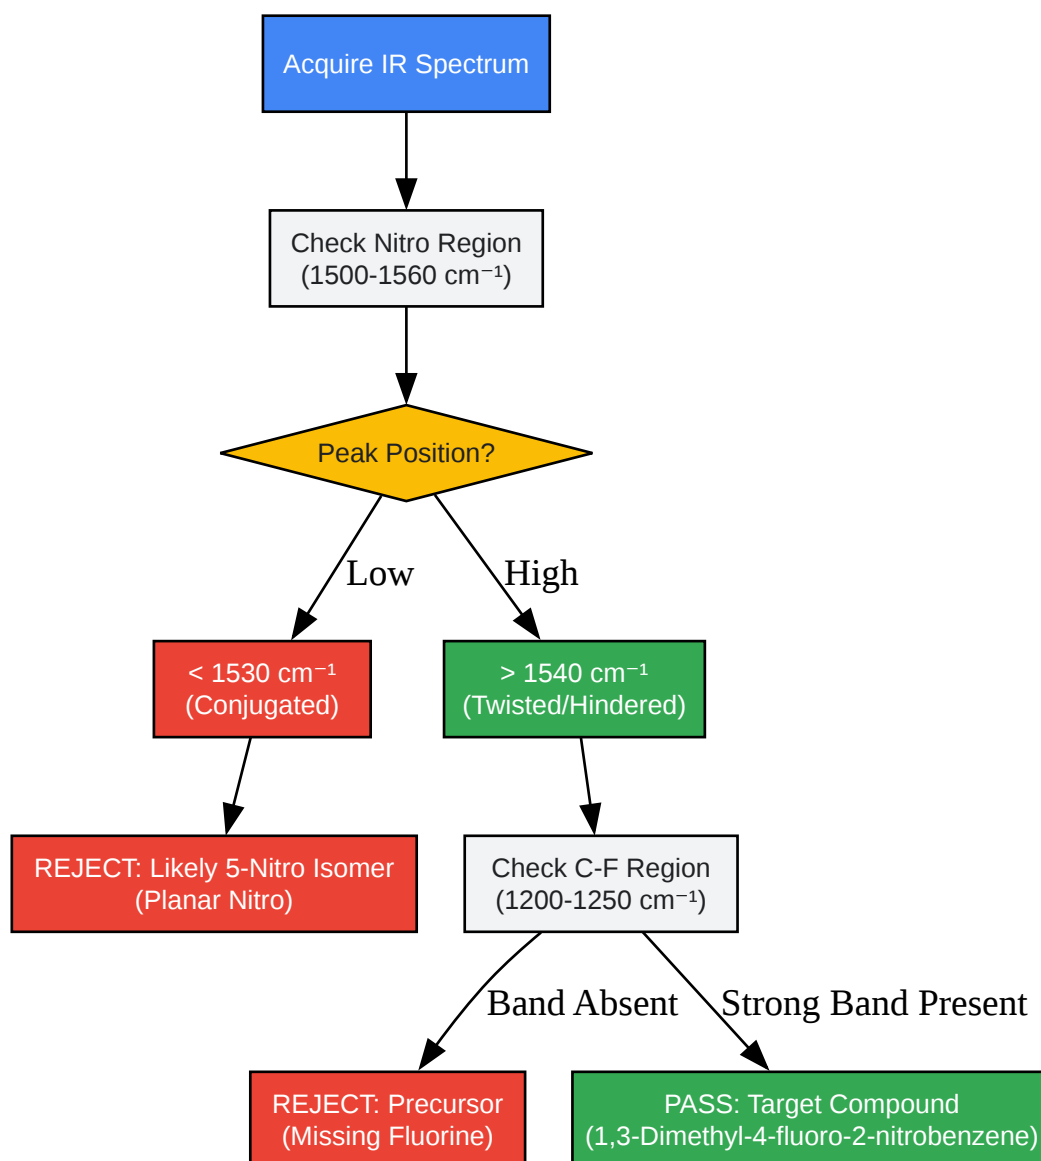 Acquire IR Spectrum
Check Nitro Region
(1500-1560 cm⁻¹)
Peak Position?
Low
High
< 1530 cm⁻¹
(Conjugated)
> 1540 cm⁻¹
(Twisted/Hindered)
REJECT: Likely 5-Nitro Isomer
(Planar Nitro)
Check C-F Region
(1200-1250 cm⁻¹)
Band Absent
Strong Band Present
REJECT: Precursor
(Missing Fluorine)
PASS: Target Compound
(1,3-Dimethyl-4-fluoro-2-nitrobenzene)